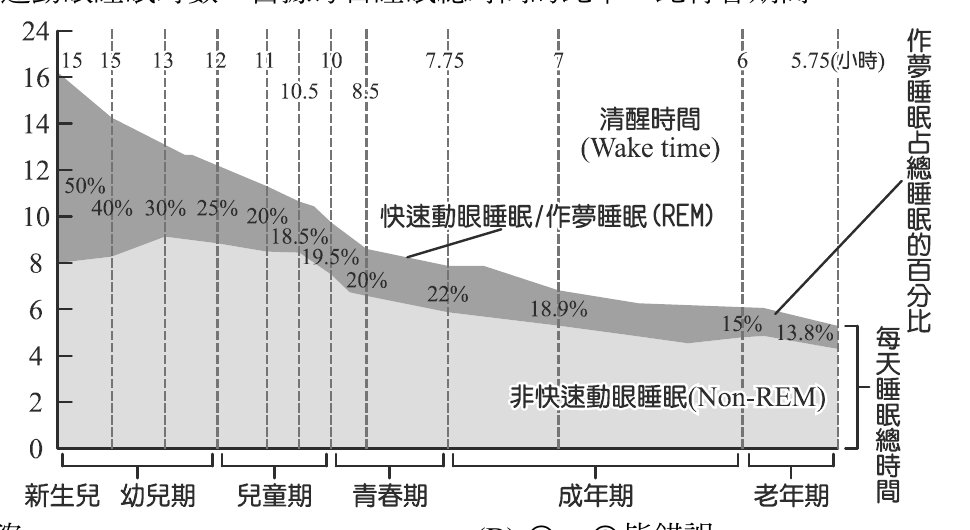 24
15 15 13 12 11 10 7.75 7 6 5.75(小時)
16
10.5 8.5
14
清醒時間
(Wake time)
12
50%
40% 30% 25% 20%
10
快速動眼睡眠/作夢睡眠(REM)
18.5%
19.5%
8
20%
22%
6
18.9%
15% 13.8%
4
非快速動眼睡眠(Non-REM)
2
0
新生兒 幼兒期 兒童期 青春期 成年期 老年期
作夢睡眠占總睡眠的百分比
每天睡眠總時間